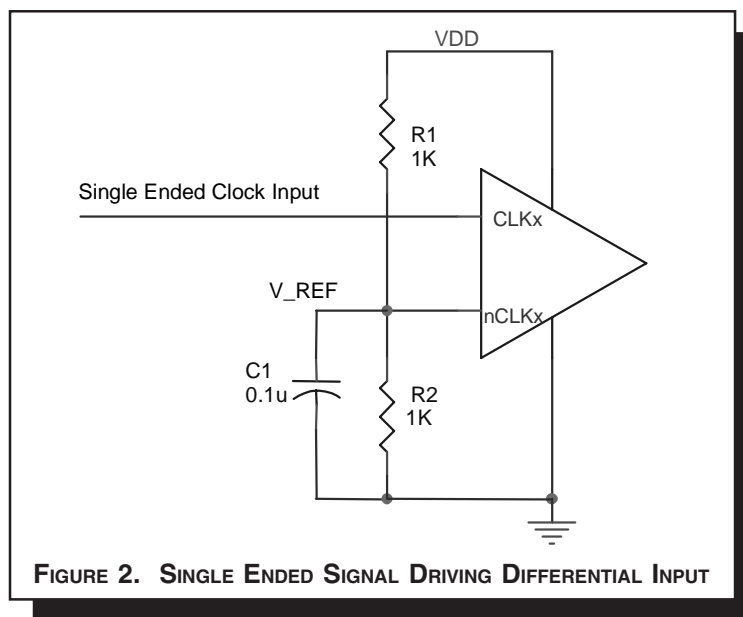 VDD
R1
1K
Single Ended Clock Input
CLKx
V_REF
nCLKx
C1
0.1u
R2
1K
FIGURE 2. SINGLE ENDED SIGNAL DRIVING DIFFERENTIAL INPUT